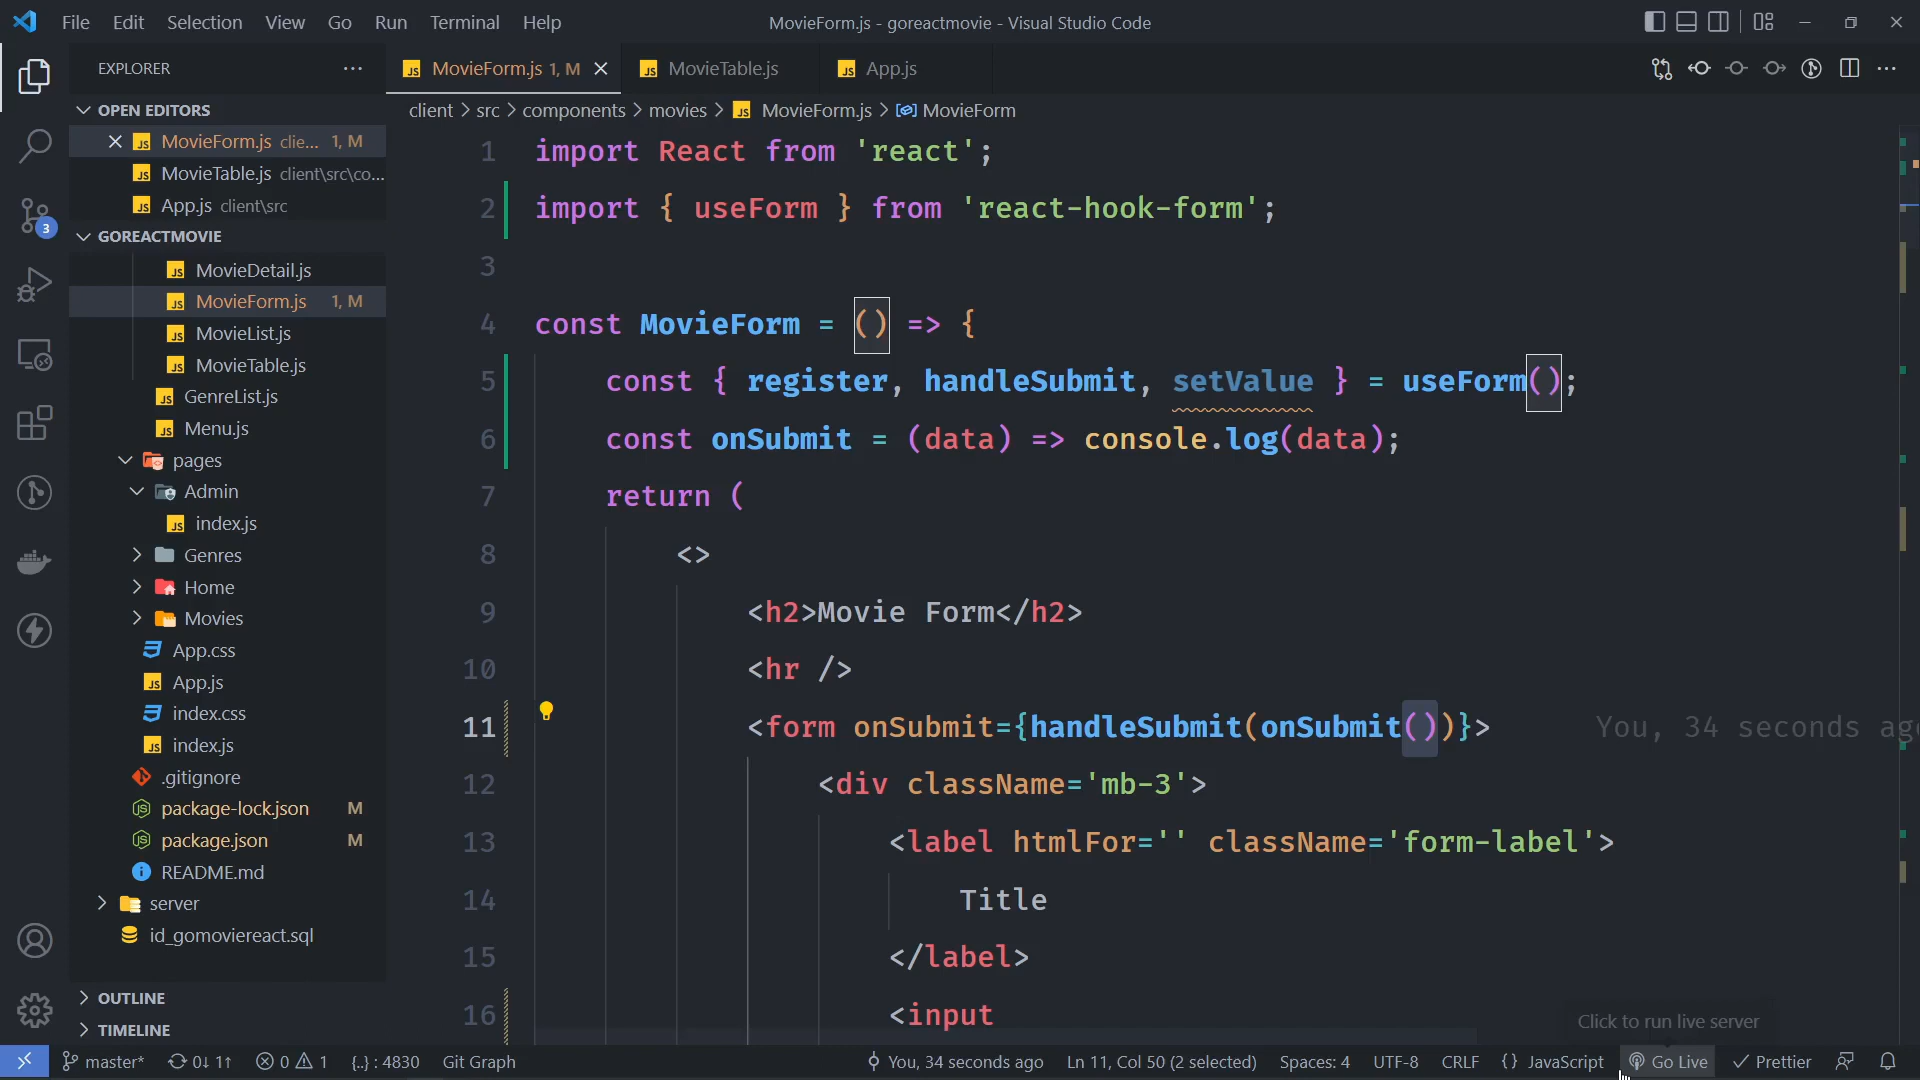 File Edit Selection View Go Run Terminal Help
MovieForm.js - goreactmovie - Visual Studio Code
EXPLORER
OPEN EDITORS
MovieForm.js clie... 1, M
MovieTable.js client\src\co...
App.js client\src
GOREACTMOVIE
MovieDetail.js
MovieForm.js 1, M
MovieList.js
MovieTable.js
GenreList.js
Menu.js
pages
Admin
index.js
Genres
Home
Movies
App.css
App.js
index.css
index.js
.gitignore
package-lock.json M
package.json M
README.md
server
id_gomoviereact.sql
OUTLINE
TIMELINE
3
MovieForm.js 1, M
MovieTable.js
App.js
client > src > components > movies > MovieForm.js > MovieForm
1 import React from 'react';
2 import { useForm } from 'react-hook-form';
3
4 const MovieForm = () => {
5 const { register, handleSubmit, setValue } = useForm();
6 const onSubmit = (data) => console.log(data);
7 return (
8 <>
9 <h2>Movie Form</h2>
10 <hr />
11 <form onSubmit={handleSubmit(onSubmit())}> You, 34 seconds ago
12 <div className='mb-3'>
13 <label htmlFor='' className='form-label'>
14 Title
15 </label>
16 <input
Click to run live server
master* 0↓ 1↑ 0 1 {..} : 4830 Git Graph You, 34 seconds ago Ln 11, Col 50 (2 selected) Spaces: 4 UTF-8 CRLF {} JavaScript Go Live Prettier